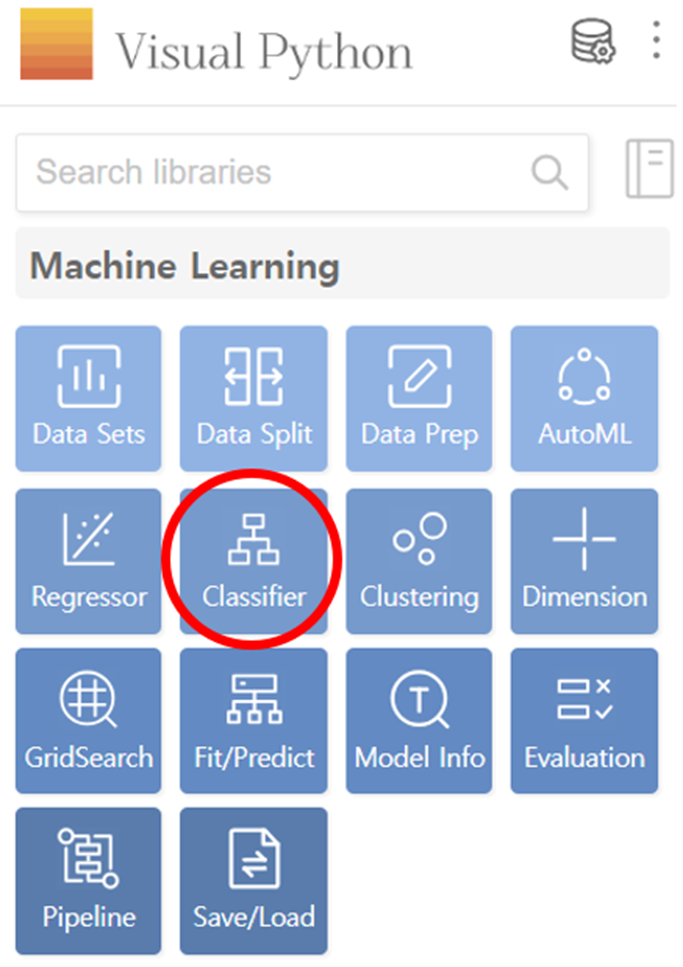 Visual Python
Search libraries
Machine Learning
Data Sets
Data Split
Data Prep
AutoML
Regressor
Classifier
Clustering
Dimension
GridSearch
Fit/Predict
Model Info
Evaluation
Pipeline
Save/Load